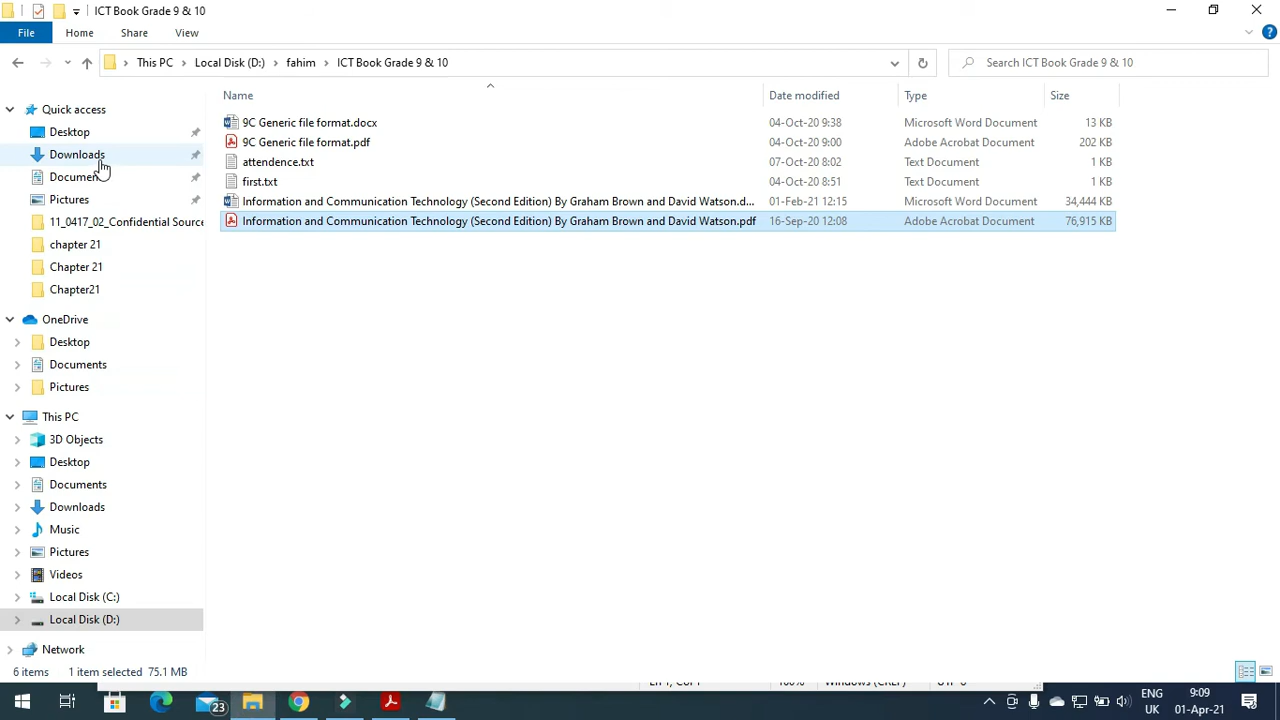 ICT Book Grade 9 & 10
File Home Share View
This PC Local Disk (D:) fahim ICT Book Grade 9 & 10 Search ICT Book Grade 9 & 10
Name Date modified Type Size
9C Generic file format.docx 04-Oct-20 9:38 Microsoft Word Document 13 KB
9C Generic file format.pdf 04-Oct-20 9:00 Adobe Acrobat Document 202 KB
attendence.txt 07-Oct-20 8:02 Text Document 1 KB
first.txt 04-Oct-20 8:51 Text Document 1 KB
Information and Communication Technology (Second Edition) By Graham Brown and David Watson.d... 01-Feb-21 12:15 Microsoft Word Document 34,444 KB
Information and Communication Technology (Second Edition) By Graham Brown and David Watson.pdf 16-Sep-20 12:08 Adobe Acrobat Document 76,915 KB
Quick access
Desktop
Downloads
Pictures
11_0417_02_Confidential Source
chapter 21
Chapter 21
Chapter21
OneDrive
Desktop
Documents
Pictures
This PC
3D Objects
Desktop
Documents
Downloads
Music
Pictures
Videos
Local Disk (C:)
Local Disk (D:)
Network
6 items 1 item selected 75.1 MB
100%
23
ENG 9:09
UK 01-Apr-21